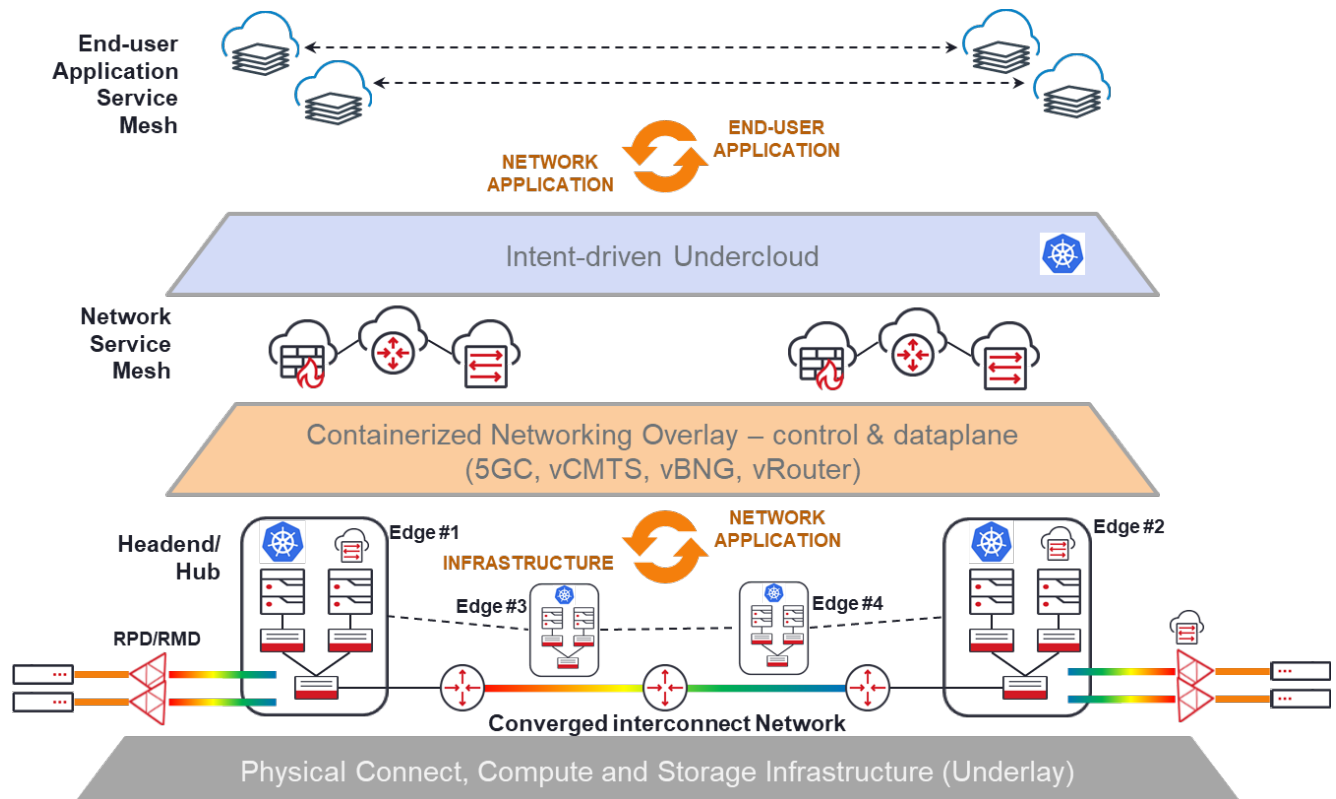 End-user
Application
Service
Mesh
END-USER
APPLICATION
NETWORK
APPLICATION
Intent-driven Undercloud
Network
Service
Mesh
Containerized Networking Overlay – control & dataplane
(5GC, vCMTS, vBNG, vRouter)
Headend/
Hub
Edge #1
NETWORK
APPLICATION
INFRASTRUCTURE
Edge #2
Edge #3
Edge #4
RPD/RMD
Converged interconnect Network
Physical Connect, Compute and Storage Infrastructure (Underlay)